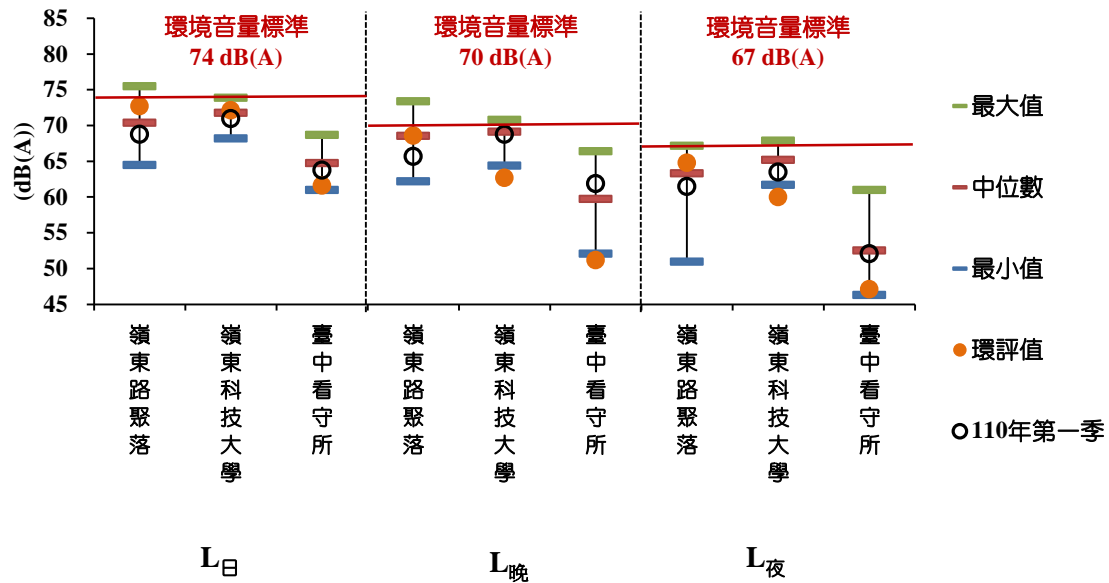 85
80
75
70
65
60
55
50
45
(dB(A))
環境音量標準
74 dB(A)
環境音量標準
70 dB(A)
環境音量標準
67 dB(A)
嶺東路聚落
嶺東科技大學
臺中看守所
嶺東路聚落
嶺東科技大學
臺中看守所
嶺東路聚落
嶺東科技大學
臺中看守所
L日
L晚
L夜
最大值
中位數
最小值
環評值
110年第一季